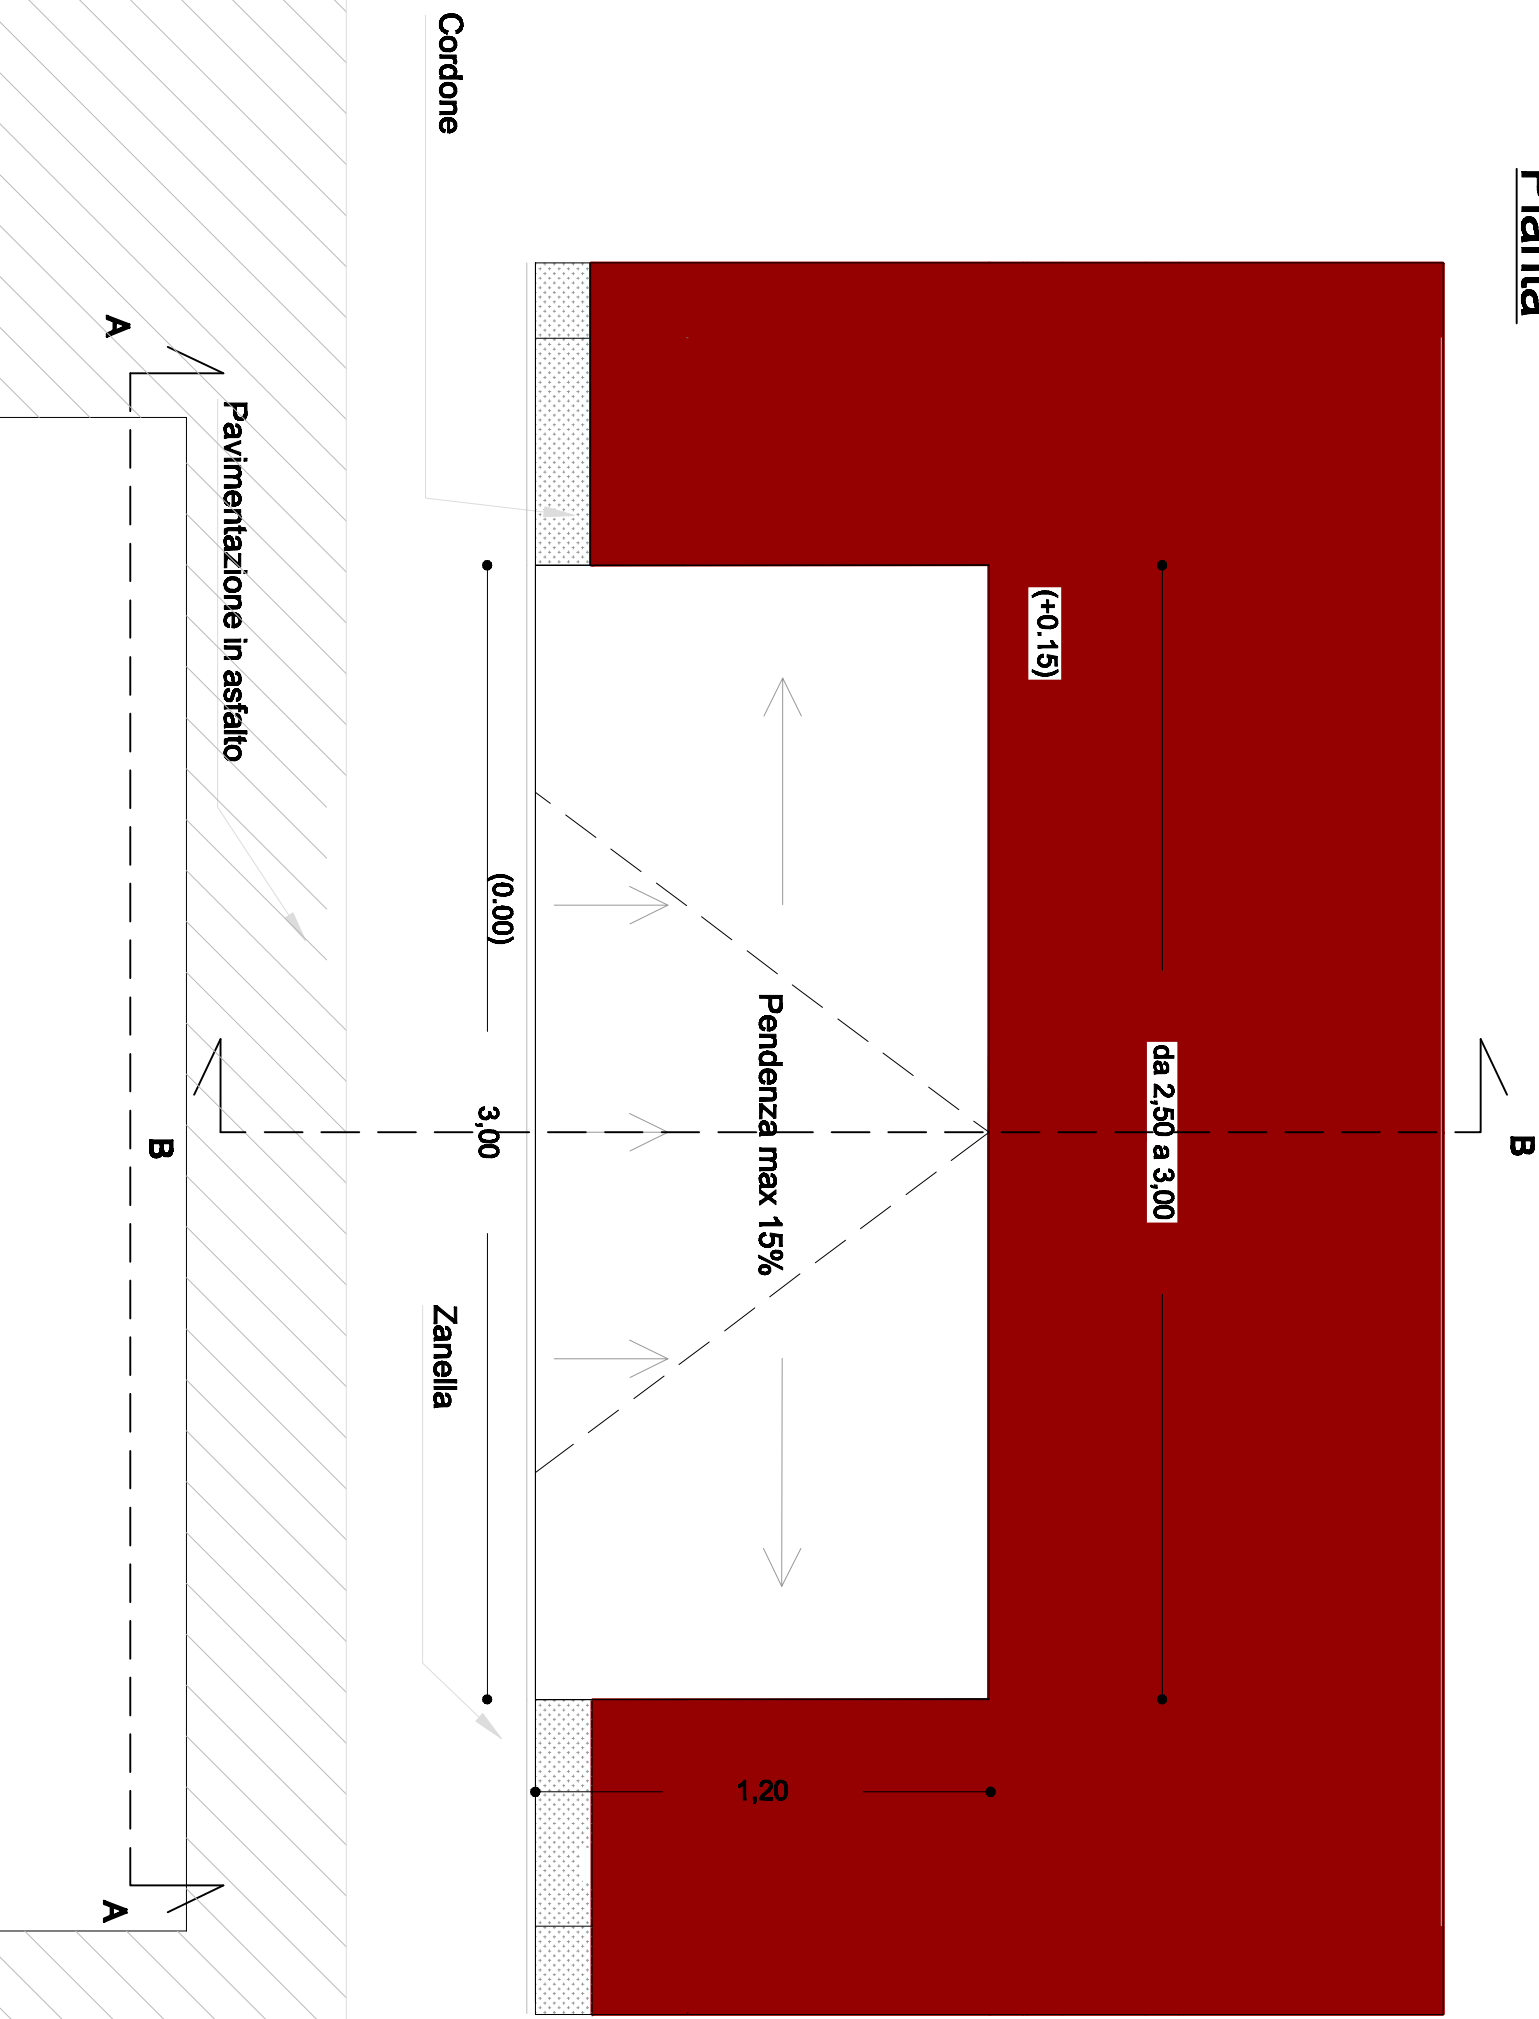 Pianta
B
da 2,50 a 3,00
(+0.15)
Pendenza max 15%
1,20
(0.00)
3,00
Cordone
Zanella
Pavimentazione in asfalto
B
A
A